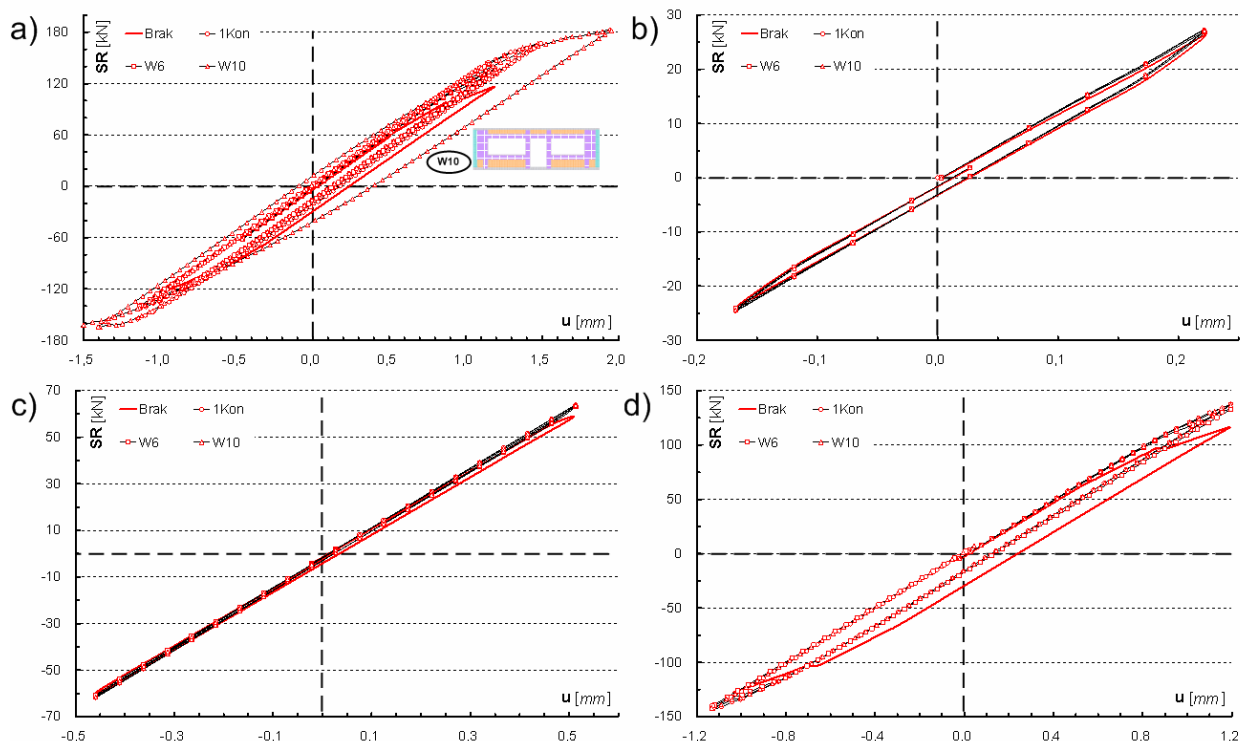 a)
SR [kN]
180
120
60
0
-60
-120
-180
Brak
1Kon
W6
W10
W10
u [mm]
-1,5
-1,0
-0,5
0,0
0,5
1,0
1,5
2,0
b)
SR [kN]
30
20
10
0
-10
-20
-30
Brak
1Kon
W6
W10
u [mm]
-0,2
-0,1
0,0
0,1
0,2
c)
SR [kN]
70
50
30
10
-10
-30
-50
-70
Brak
1Kon
W6
W10
u [mm]
-0.5
-0.3
-0.1
0.1
0.3
0.5
d)
SR [kN]
150
100
50
0
-50
-100
-150
Brak
1Kon
W6
W10
u [mm]
-1.2
-0.8
-0.4
0.0
0.4
0.8
1.2